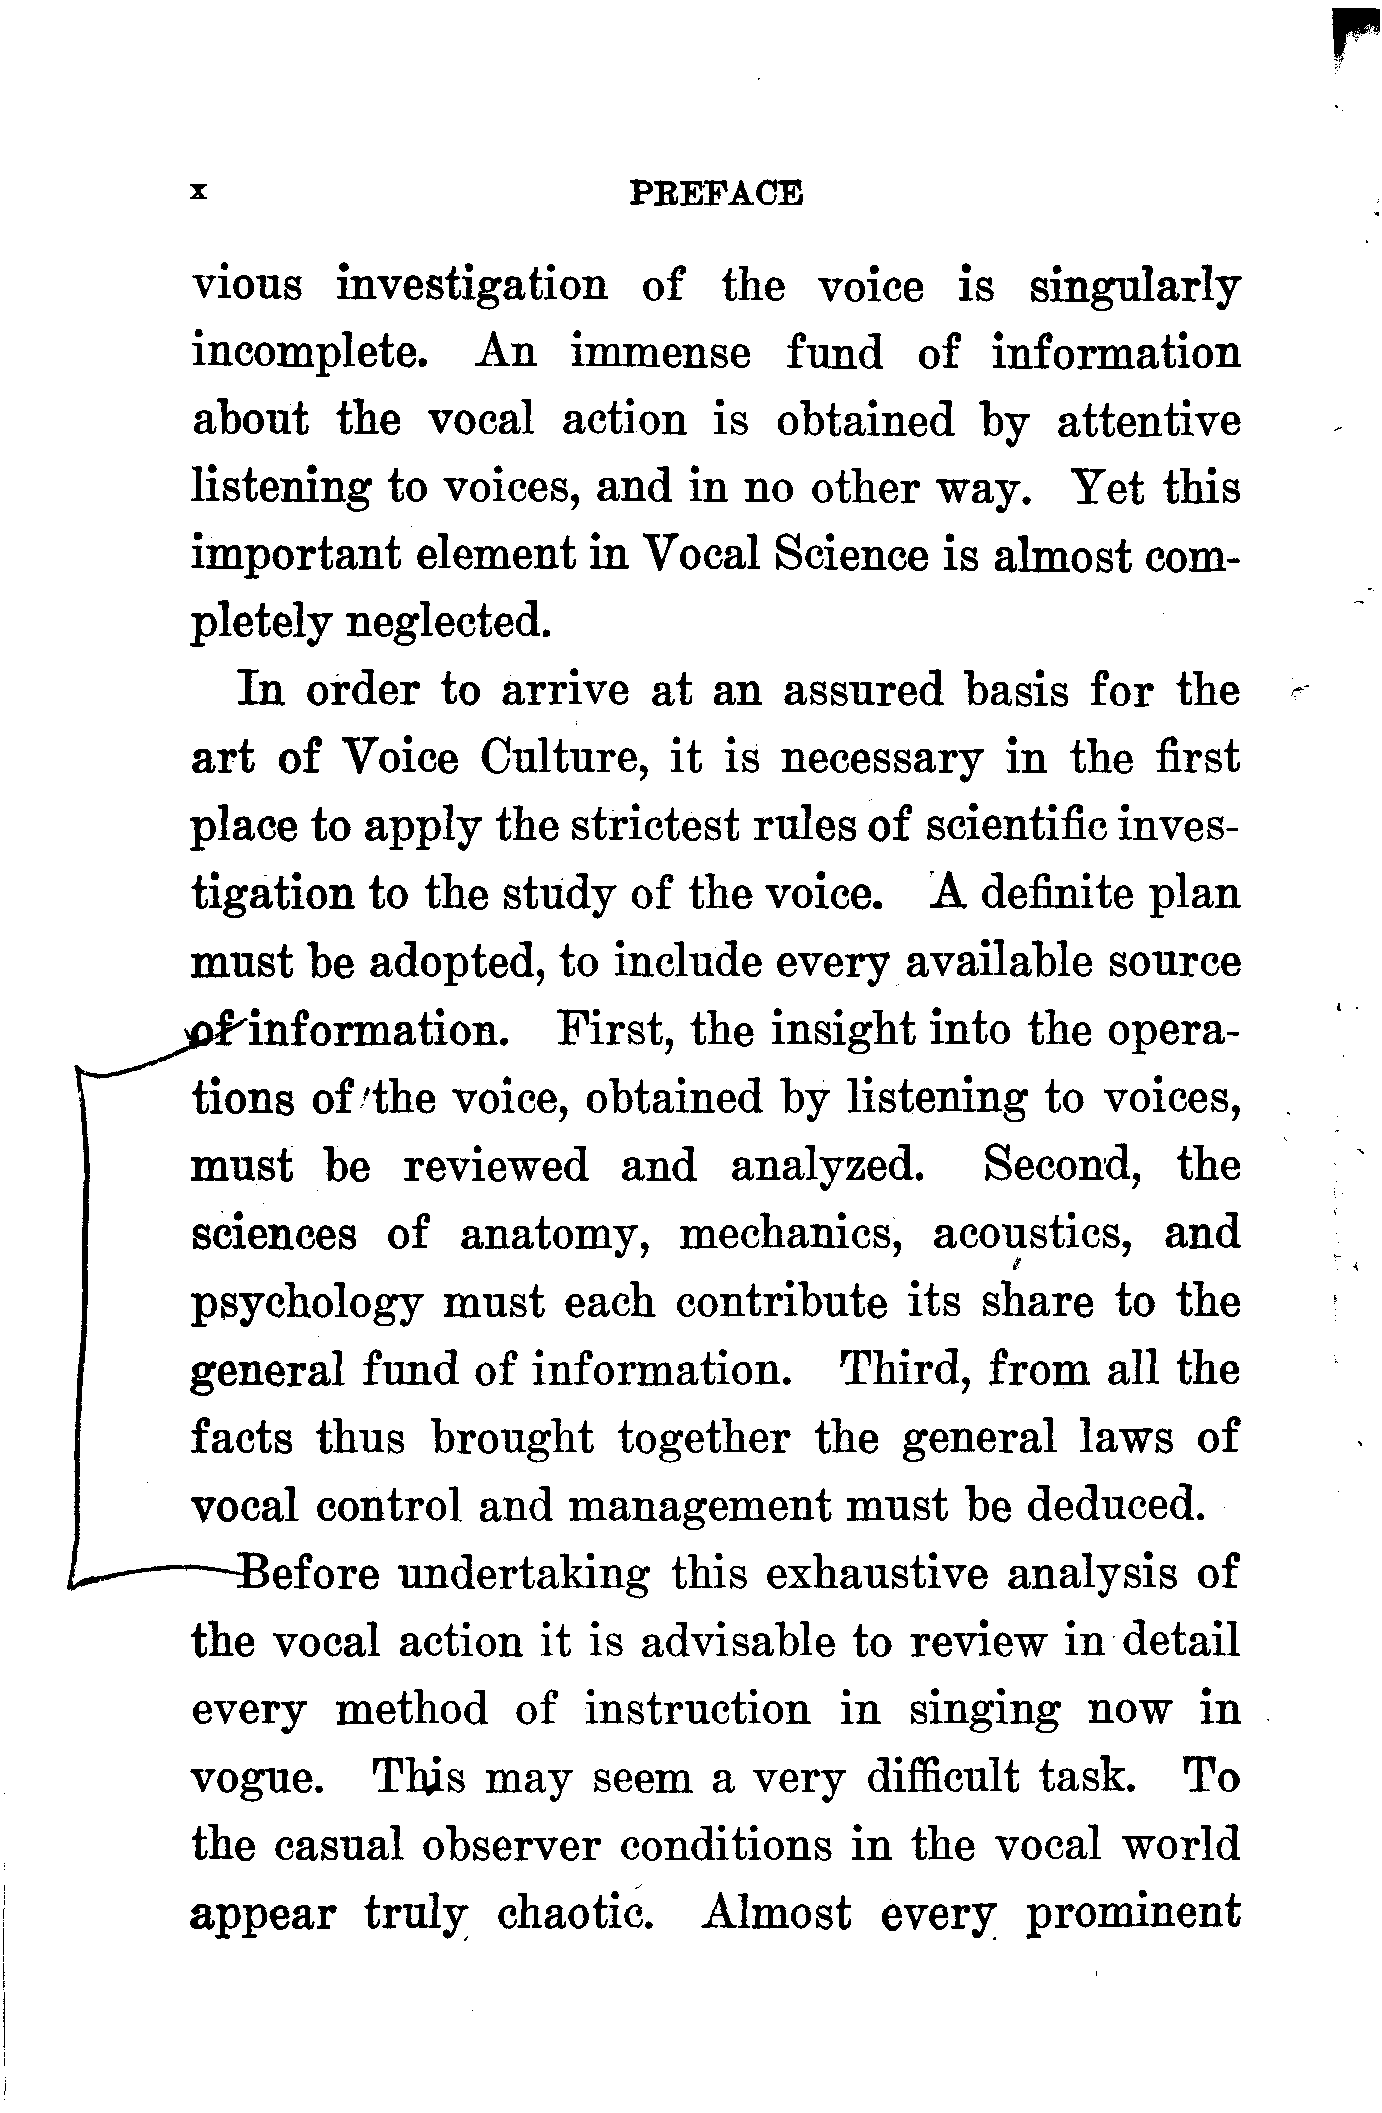 x PREFACE
vious investigation of the voice is singularly
incomplete. An immense fund of information
about the vocal action is obtained by attentive
listening to voices, and in no other way. Yet this
important element in Vocal Science is almost com-
pletely neglected.
In order to arrive at an assured basis for the
art of Voice Culture, it is necessary in the first
place to apply the strictest rules of scientific inves-
tigation to the study of the voice. A definite plan
must be adopted, to include every available source
of information. First, the insight into the opera-
tions of the voice, obtained by listening to voices,
must be reviewed and analyzed. Second, the
sciences of anatomy, mechanics, acoustics, and
psychology must each contribute its share to the
general fund of information. Third, from all the
facts thus brought together the general laws of
vocal control and management must be deduced.
Before undertaking this exhaustive analysis of
the vocal action it is advisable to review in detail
every method of instruction in singing now in
vogue. This may seem a very difficult task. To
the casual observer conditions in the vocal world
appear truly chaotic. Almost every prominent